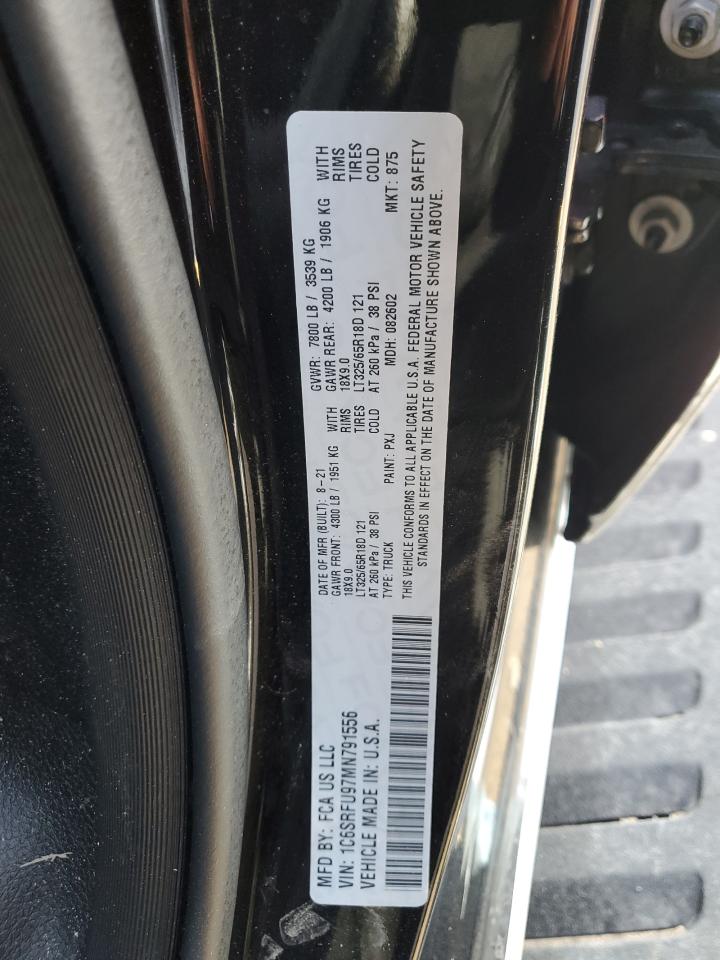 MFD BY: FCA US LLC
VIN: 1C6SRFU97MN791556
VEHICLE MADE IN: U.S.A.
DATE OF MFR (BUILT): 8-21 GVWR: 7800 LB / 3539 KG
GAWR FRONT: 4300 LB / 1951 KG WITH GAWR REAR: 4200 LB / 1906 KG WITH
18X9.0 RIMS 18X9.0 RIMS
LT325/65R18D 121 TIRES LT325/65R18D 121 TIRES
AT 260 kPa / 38 PSI COLD AT 260 kPa / 38 PSI COLD
TYPE: TRUCK PAINT: PXJ MDH: 082602 MKT: 875
THIS VEHICLE CONFORMS TO ALL APPLICABLE U.S.A. FEDERAL MOTOR VEHICLE SAFETY
STANDARDS IN EFFECT ON THE DATE OF MANUFACTURE SHOWN ABOVE.